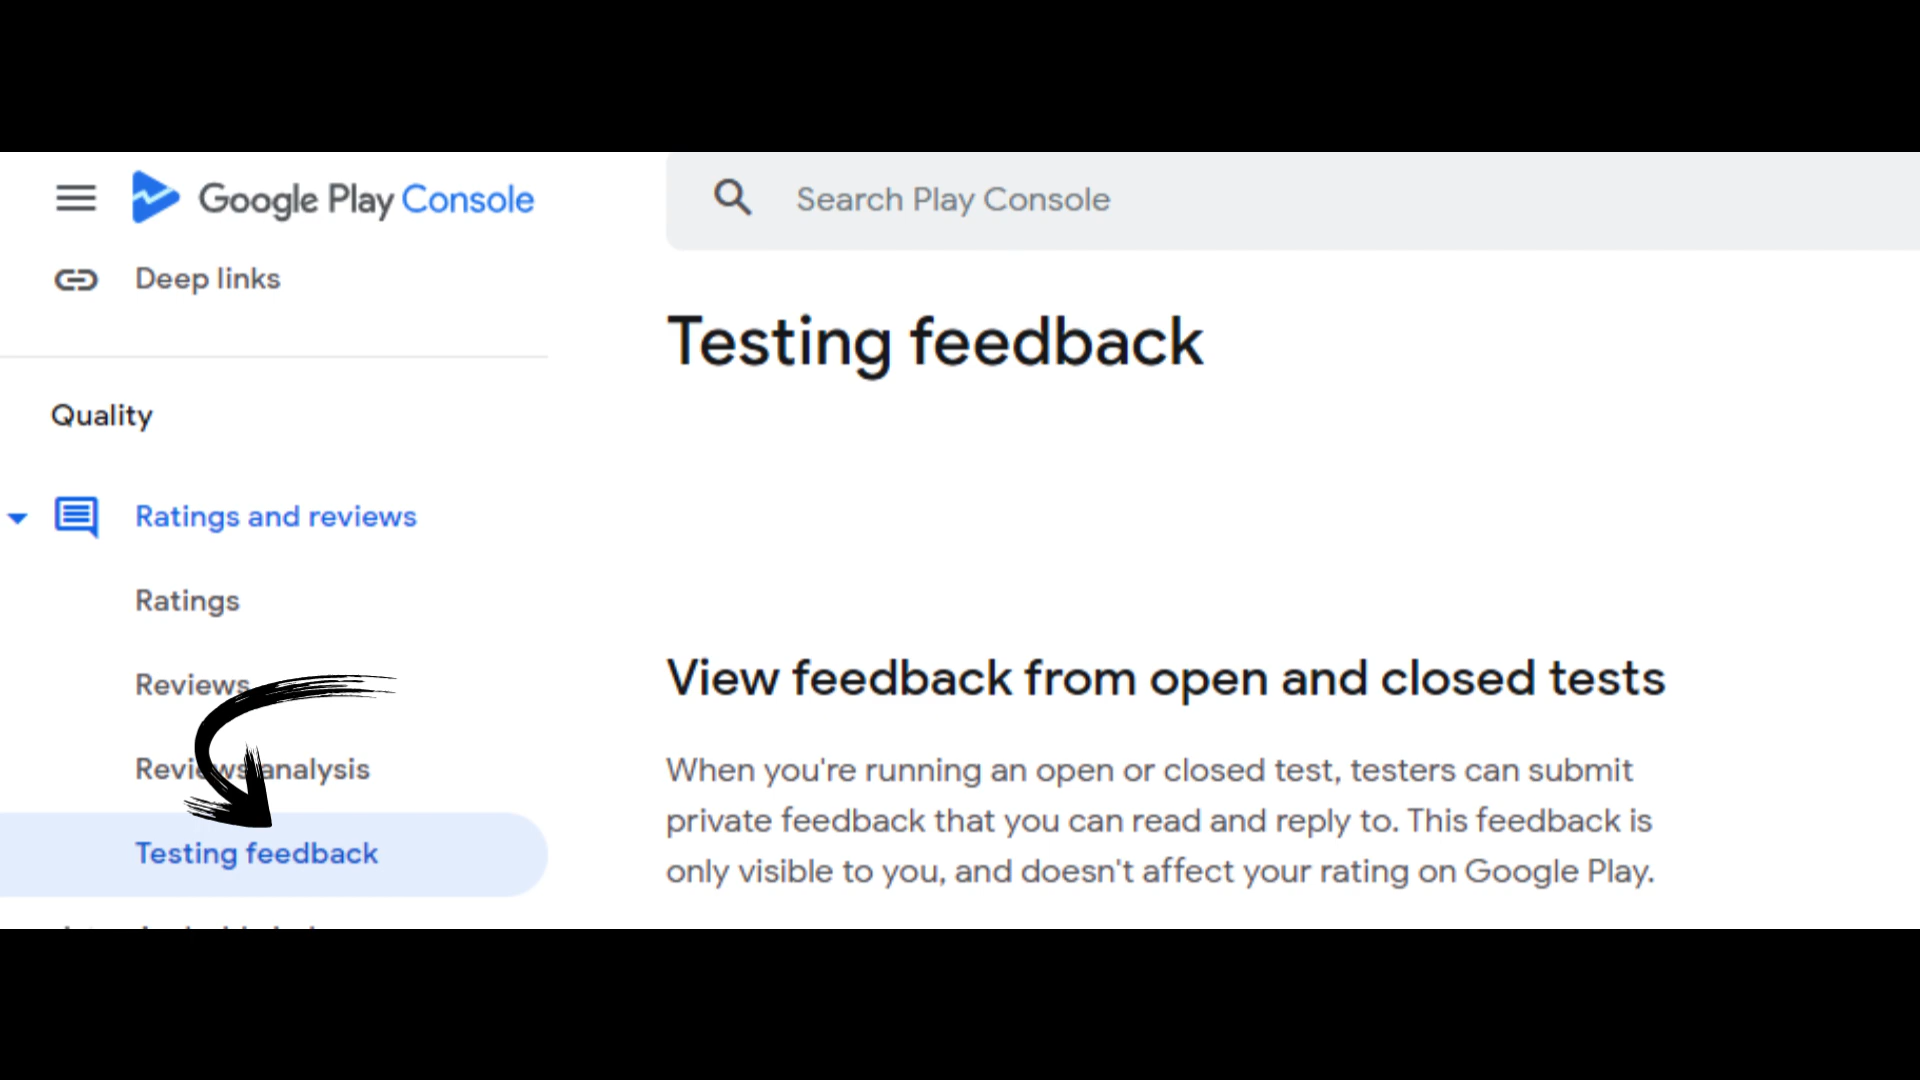 Google Play Console
Search Play Console
Deep links
Testing feedback
Quality
Ratings and reviews
Ratings
Reviews
Reviews analysis
Testing feedback
View feedback from open and closed tests
When you're running an open or closed test, testers can submit
private feedback that you can read and reply to. This feedback is
only visible to you, and doesn't affect your rating on Google Play.